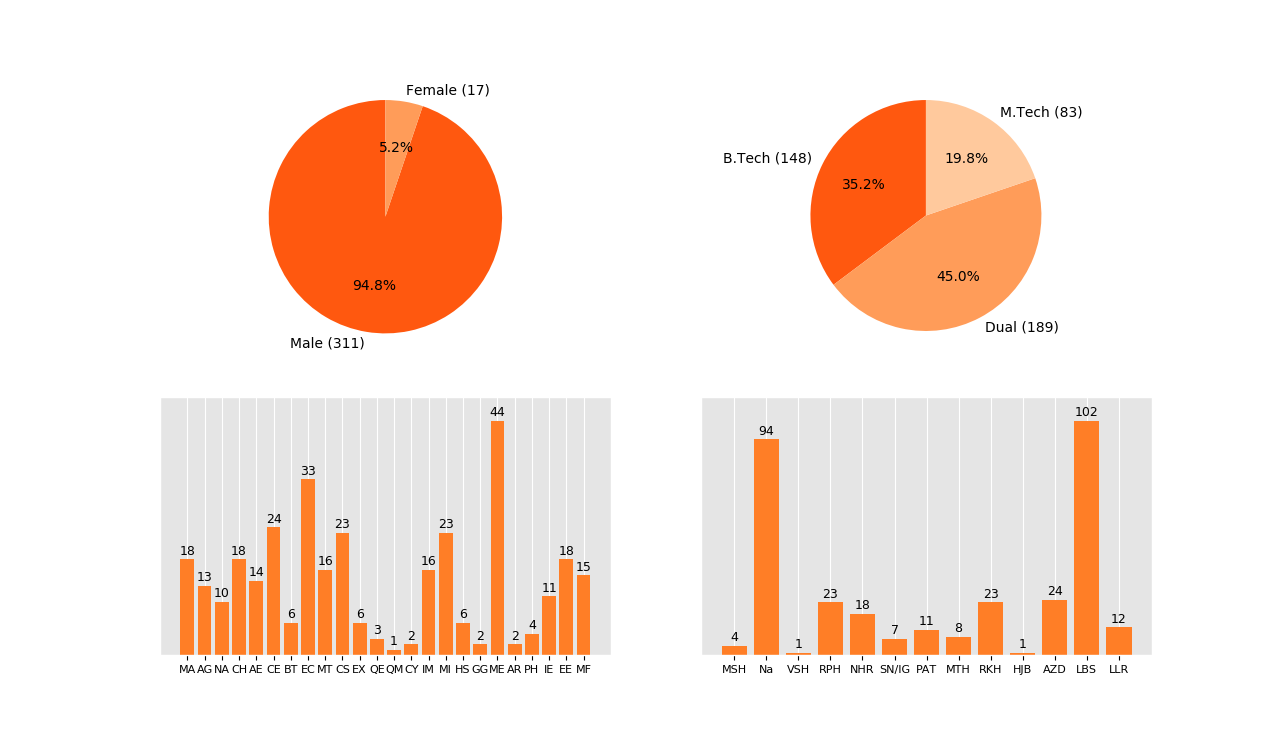 Female (17)
5.2%
94.8%
Male (311)
M.Tech (83)
19.8%
B.Tech (148)
35.2%
45.0%
Dual (189)
18 13 10 18 14 24 6 33 16 23 6 3 1 2 16 23 6 2 44 2 4 11 18 15
MA AG NA CH AE CE BT EC MT CS EX QE QM CY IM MI HS GG ME AR PH IE EE MF
4 94 1 23 18 7 11 8 23 1 24 102 12
MSH Na VSH RPH NHR SN/IG PAT MTH RKH HJB AZD LBS LLR